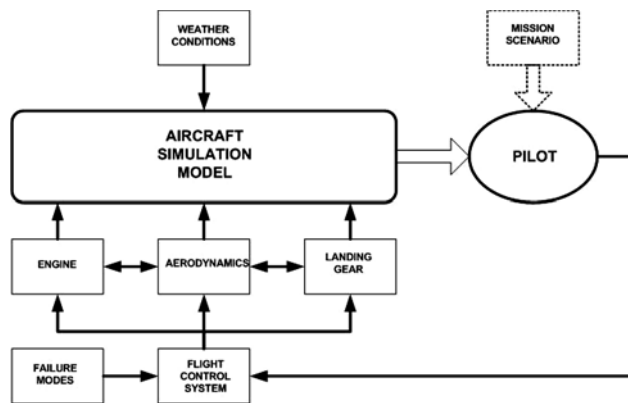 WEATHER
CONDITIONS
MISSION
SCENARIO
AIRCRAFT
SIMULATION
MODEL
PILOT
ENGINE
AERODYNAMICS
LANDING
GEAR
FAILURE
MODES
FLIGHT
CONTROL
SYSTEM